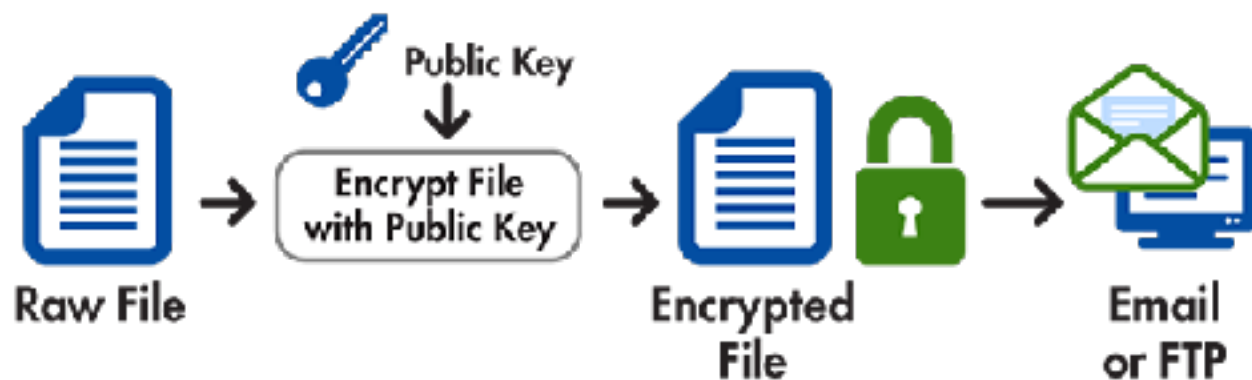 Public Key
Encrypt File
with Public Key
Raw File
Encrypted
File
Email
or FTP